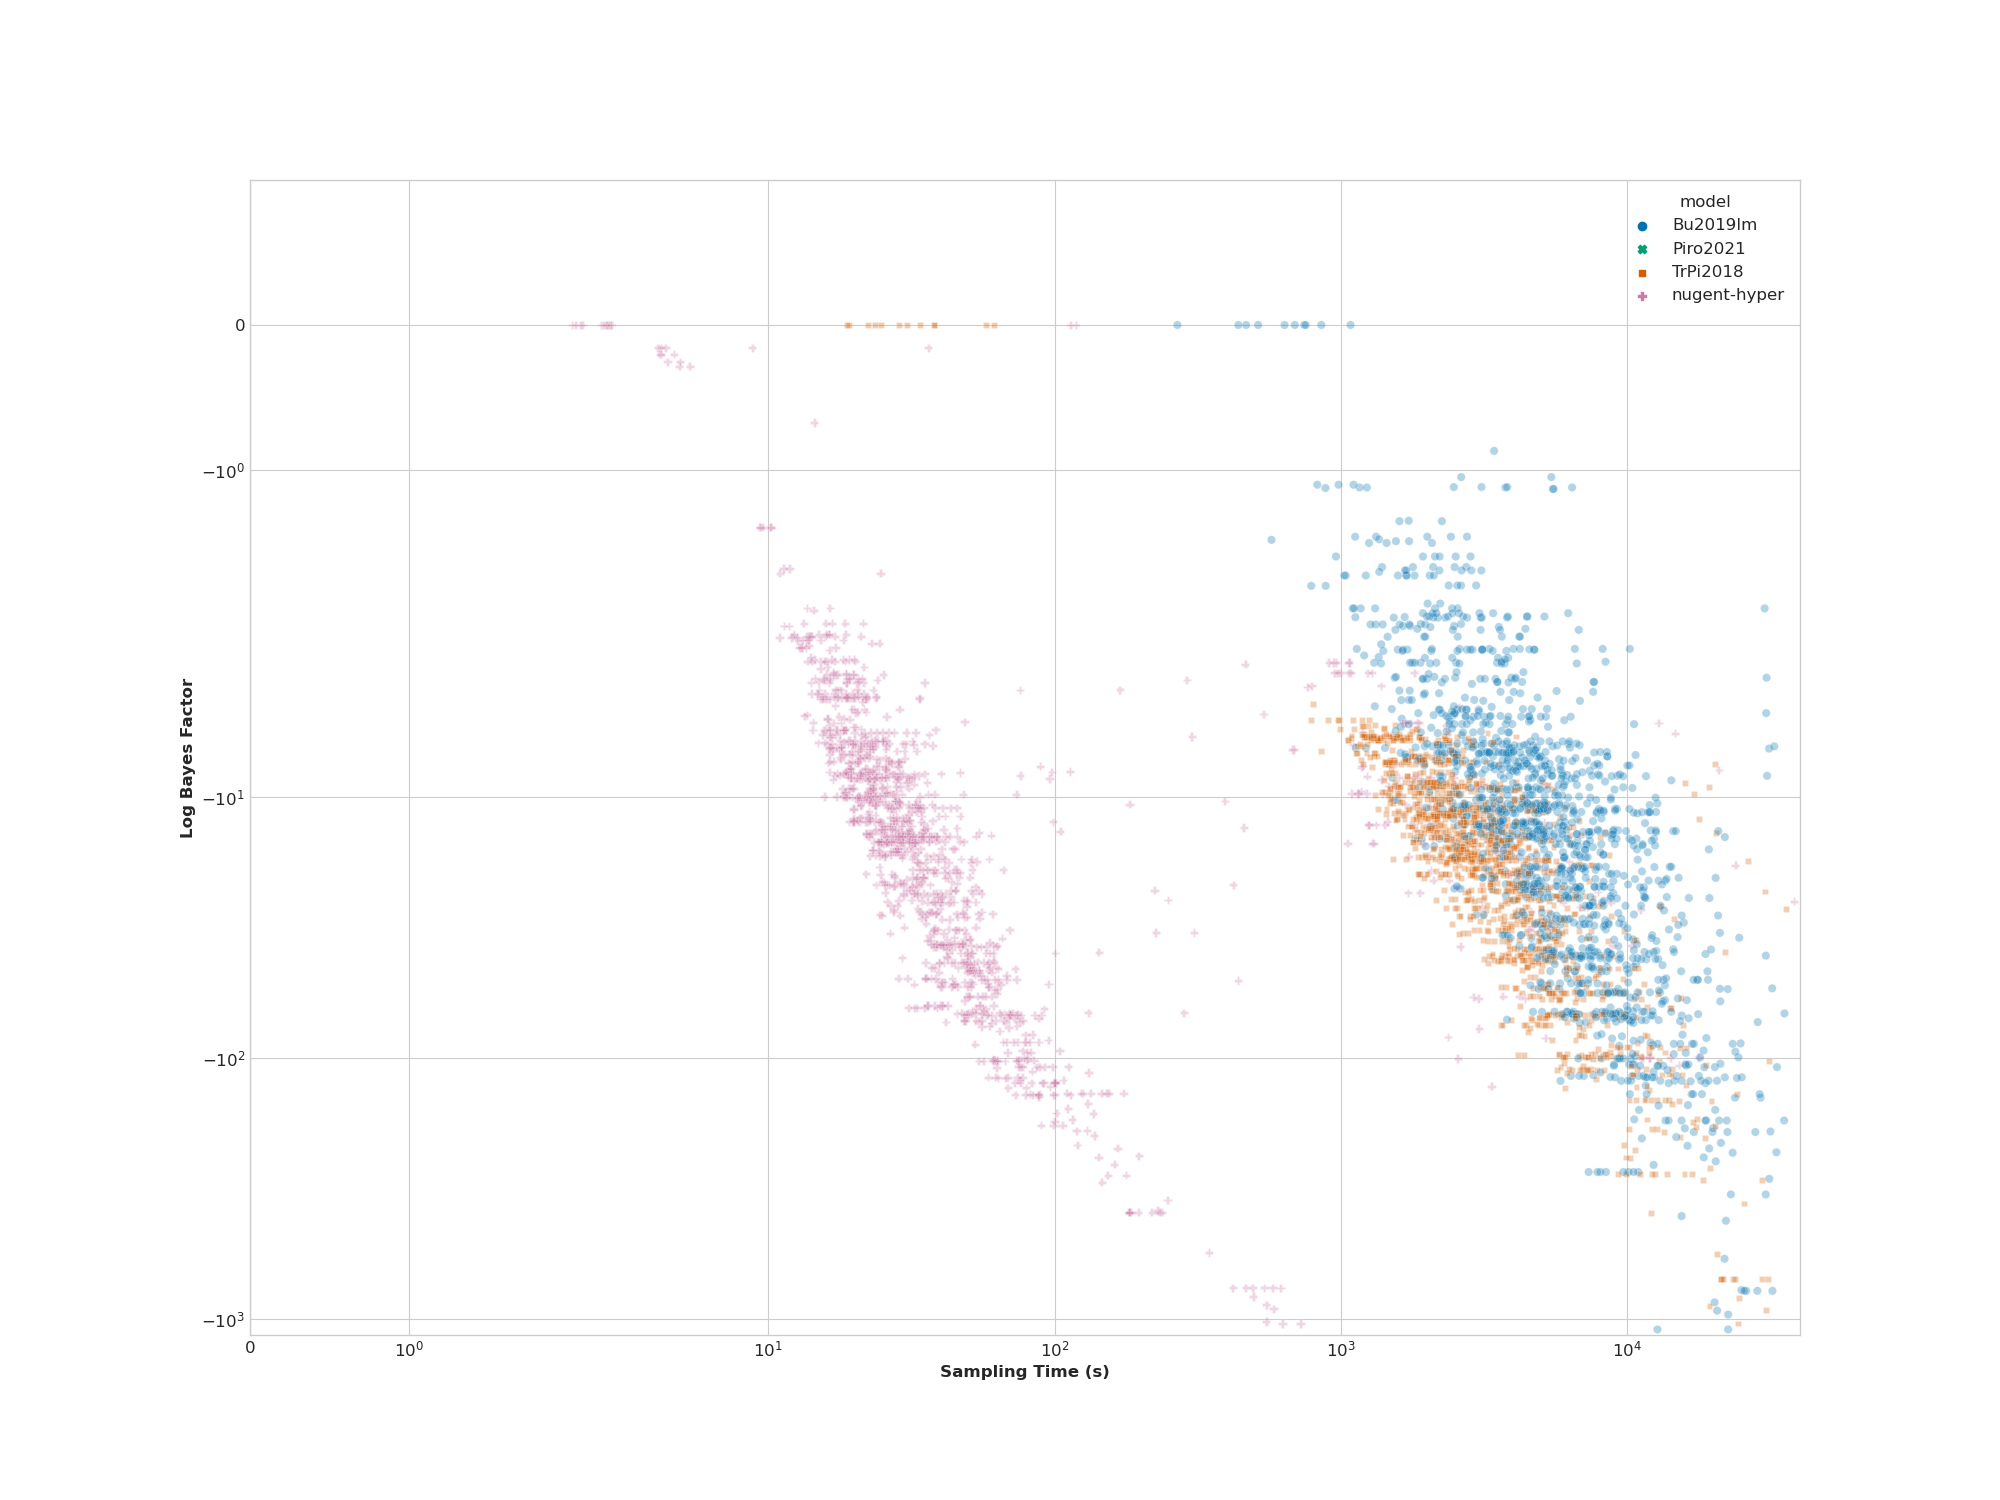 model
Bu2019lm
Piro2021
TrPi2018
nugent-hyper
0
−10⁰
−10¹
−10²
−10³
Log Bayes Factor
0
10⁰
10¹
10²
10³
10⁴
Sampling Time (s)